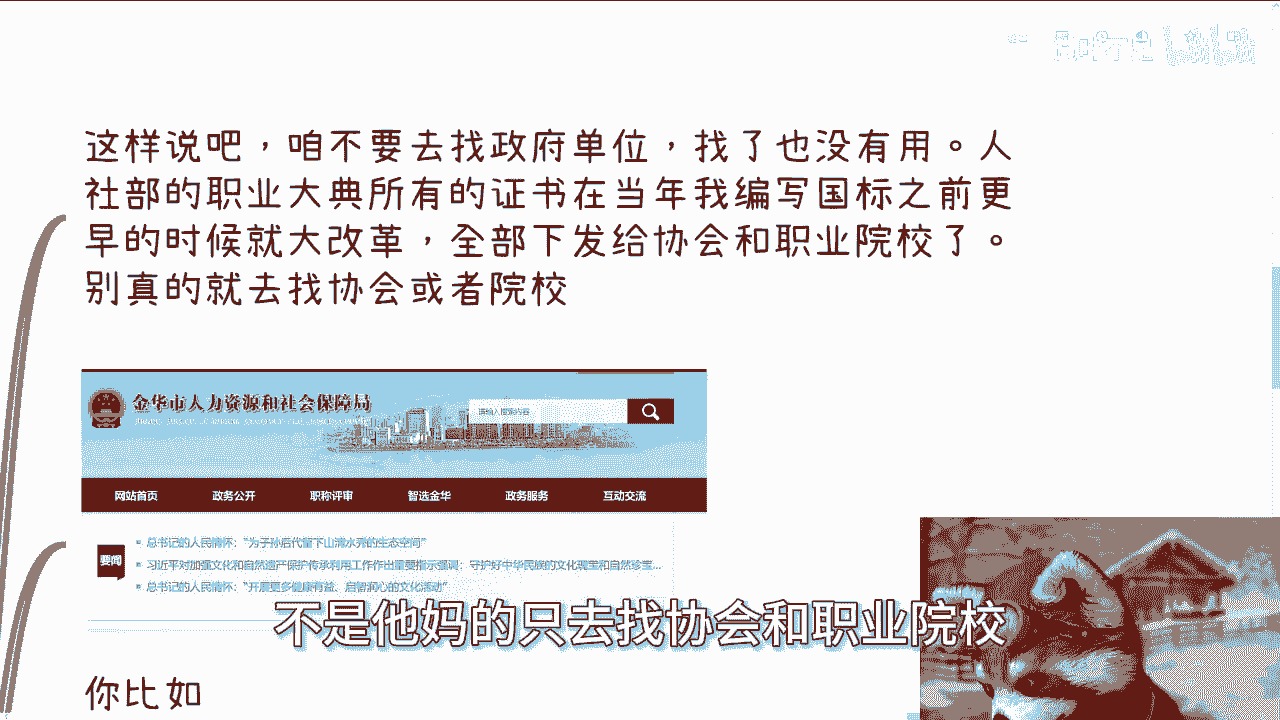 这样说吧，咱不要去找政府单位，找了也没有用。人
社部的职业大典所有的证书在当年我编写国标之前更
早的时候就大改革，全部下发给协会和职业院校了。
别真的就去找协会或者院校
金华市人力资源和社会保障局
请输入搜索内容
网站首页 政务公开 职称评审 智选金华 政务服务 互动交流
要闻
总书记的人民情怀：“为子孙后代留下山清水秀的生态空间”
习近平对加强文化和自然遗产保护传承利用工作作出重要指示强调：守护好中华民族的文化瑰宝和自然珍宝...
总书记的人民情怀：“开展更多健康有益、启智润心的文化活动”
不是他妈的只去找协会和职业院校
你比如